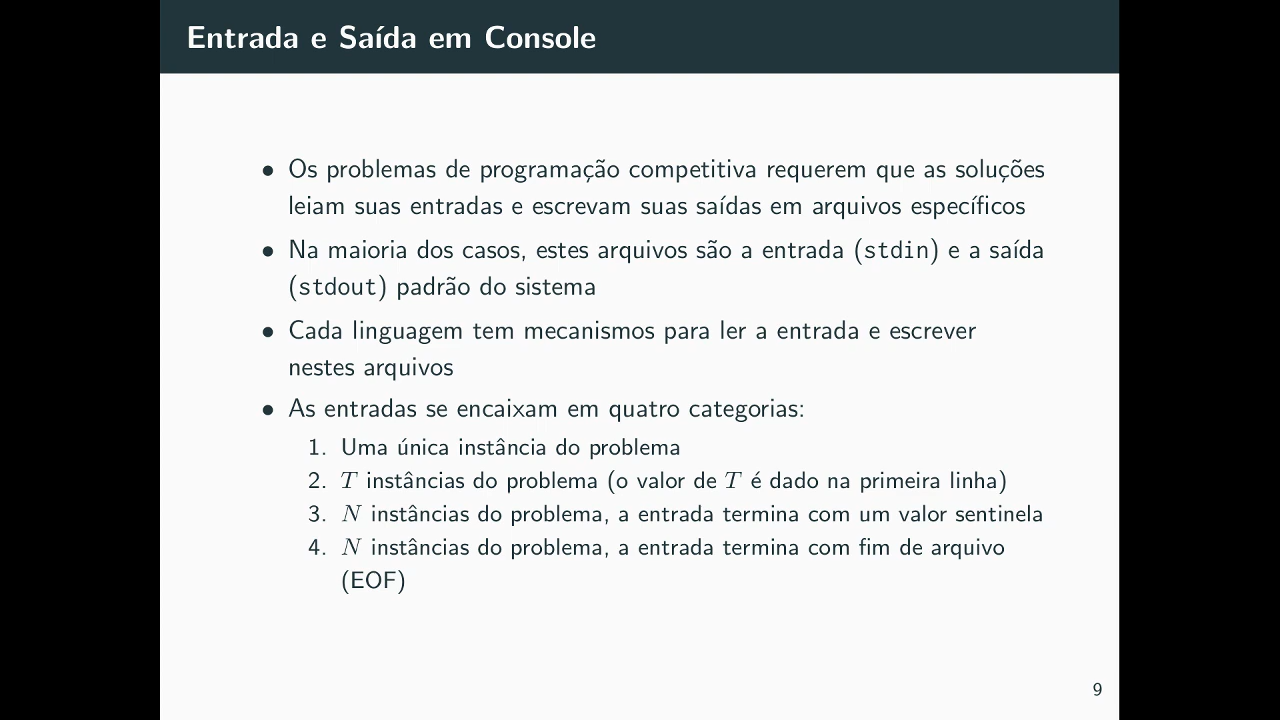 Entrada e Saída em Console
• Os problemas de programação competitiva requerem que as soluções
leiam suas entradas e escrevam suas saídas em arquivos específicos
• Na maioria dos casos, estes arquivos são a entrada (stdin) e a saída
(stdout) padrão do sistema
• Cada linguagem tem mecanismos para ler a entrada e escrever
nestes arquivos
• As entradas se encaixam em quatro categorias:
1. Uma única instância do problema
2. T instâncias do problema (o valor de T é dado na primeira linha)
3. N instâncias do problema, a entrada termina com um valor sentinela
4. N instâncias do problema, a entrada termina com fim de arquivo
(EOF)
9